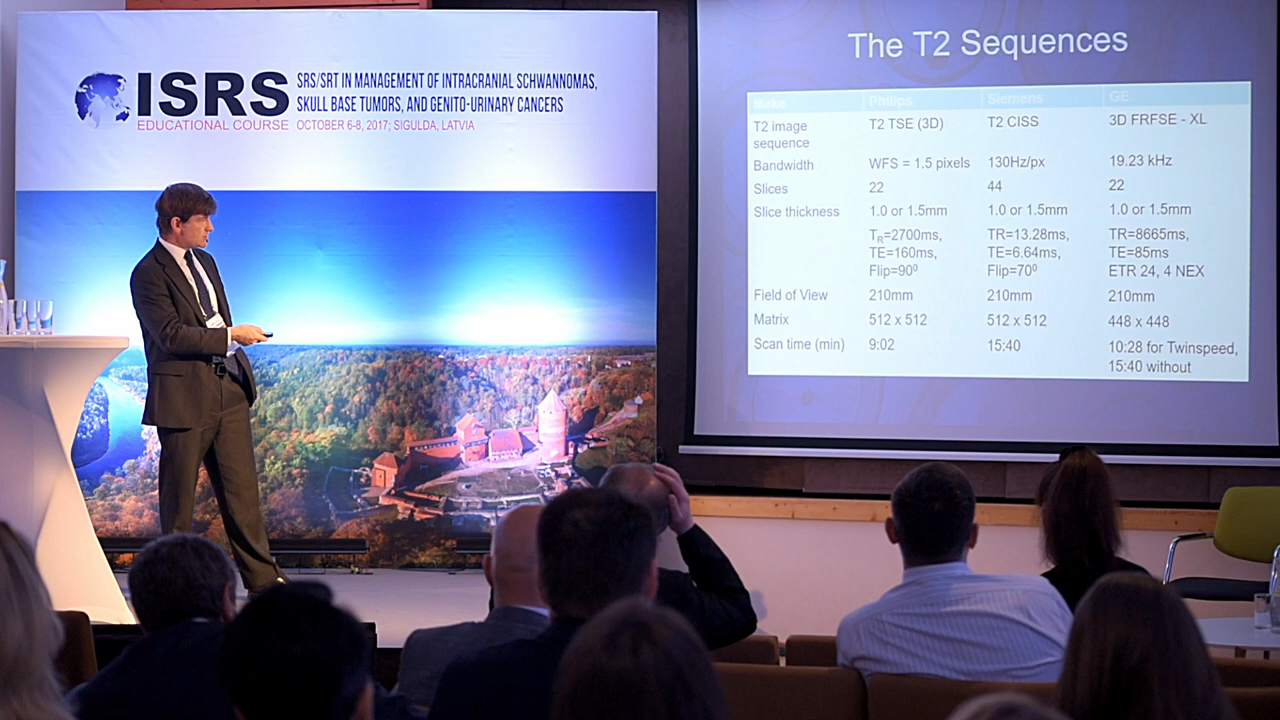 ISRS
EDUCATIONAL COURSE
SRS/SRT IN MANAGEMENT OF INTRACRANIAL SCHWANNOMAS,
SKULL BASE TUMORS, AND GENITO-URINARY CANCERS
OCTOBER 6-8, 2017; SIGULDA, LATVIA
The T2 Sequences
Make Philips Siemens GE
T2 image sequence T2 TSE (3D) T2 CISS 3D FRFSE - XL
Bandwidth WFS = 1.5 pixels 130Hz/px 19.23 kHz
Slices 22 44 22
Slice thickness 1.0 or 1.5mm 1.0 or 1.5mm 1.0 or 1.5mm
TR=2700ms, TR=13.28ms, TR=8665ms,
TE=160ms, TE=6.64ms, TE=85ms
Flip=90⁰ Flip=70⁰ ETR 24, 4 NEX
Field of View 210mm 210mm 210mm
Matrix 512 x 512 512 x 512 448 x 448
Scan time (min) 9:02 15:40 10:28 for Twinspeed,
15:40 without